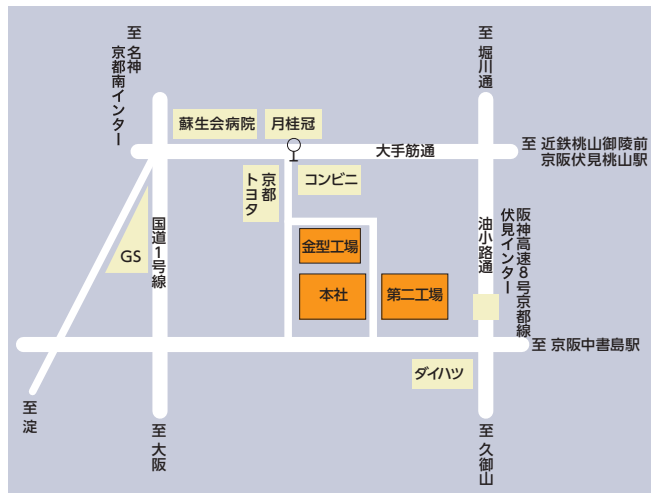 至 名神
京都南インター
至 堀川通
蘇生会病院
月桂冠
大手筋通
至 近鉄桃山御陵前
京阪伏見桃山駅
京都
トヨタ
コンビニ
国道1号線
GS
金型工場
本社
第二工場
油小路通
阪神高速8号京都線
伏見インター
至 京阪中書島駅
ダイハツ
至 淀
至 大阪
至 久御山